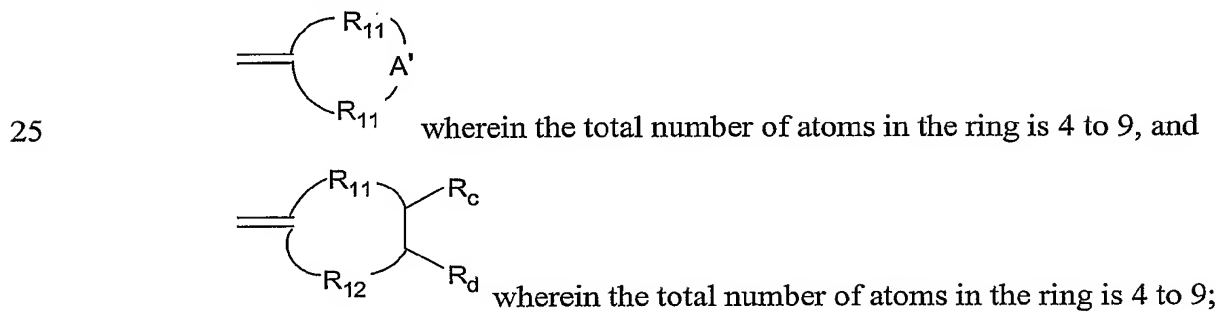 R11
A'
R11
25 wherein the total number of atoms in the ring is 4 to 9, and
R11 Rc
R12 Rd wherein the total number of atoms in the ring is 4 to 9;